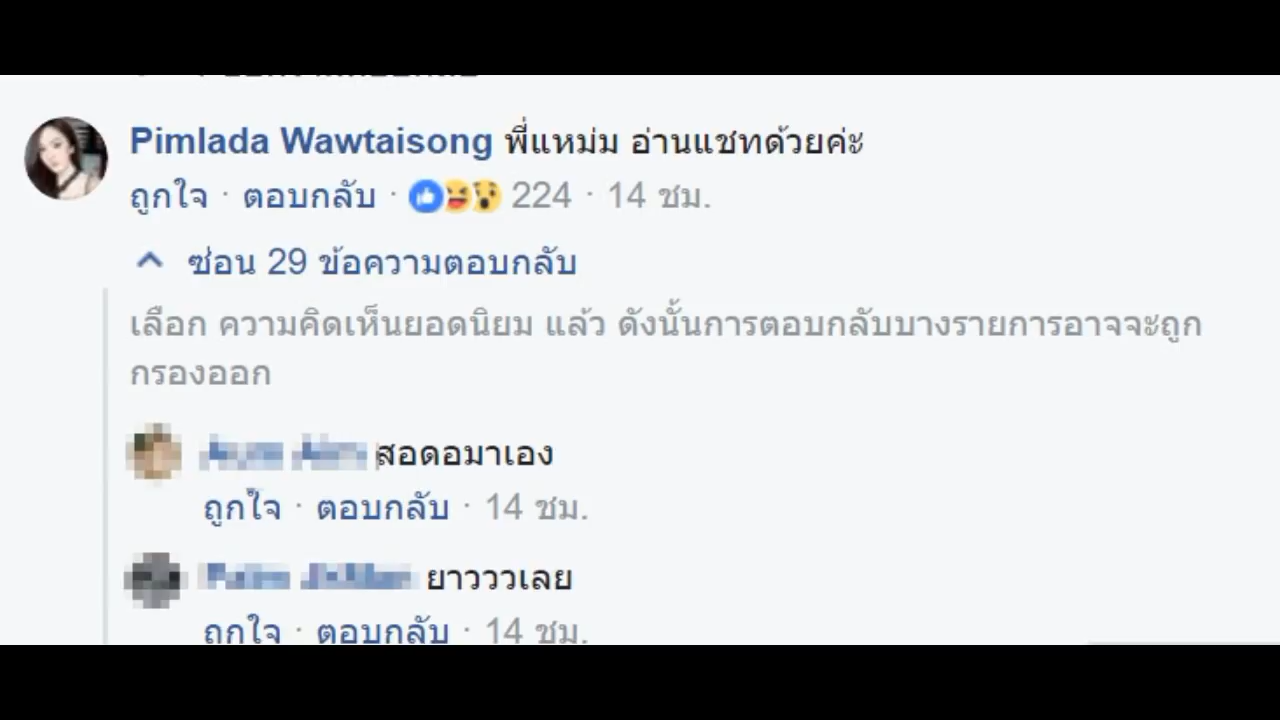 Pimlada Wawtaisong พี่แหม่ม อ่านแชทด้วยค่ะ
ถูกใจ · ตอบกลับ · 224 · 14 ชม.
ซ่อน 29 ข้อความตอบกลับ
เลือก ความคิดเห็นยอดนิยม แล้ว ดังนั้นการตอบกลับบางรายการอาจจะถูก
กรองออก
สอดอมาเอง
ถูกใจ · ตอบกลับ · 14 ชม.
ยาวววเลย
ถูกใจ · ตอบกลับ · 14 ชม.